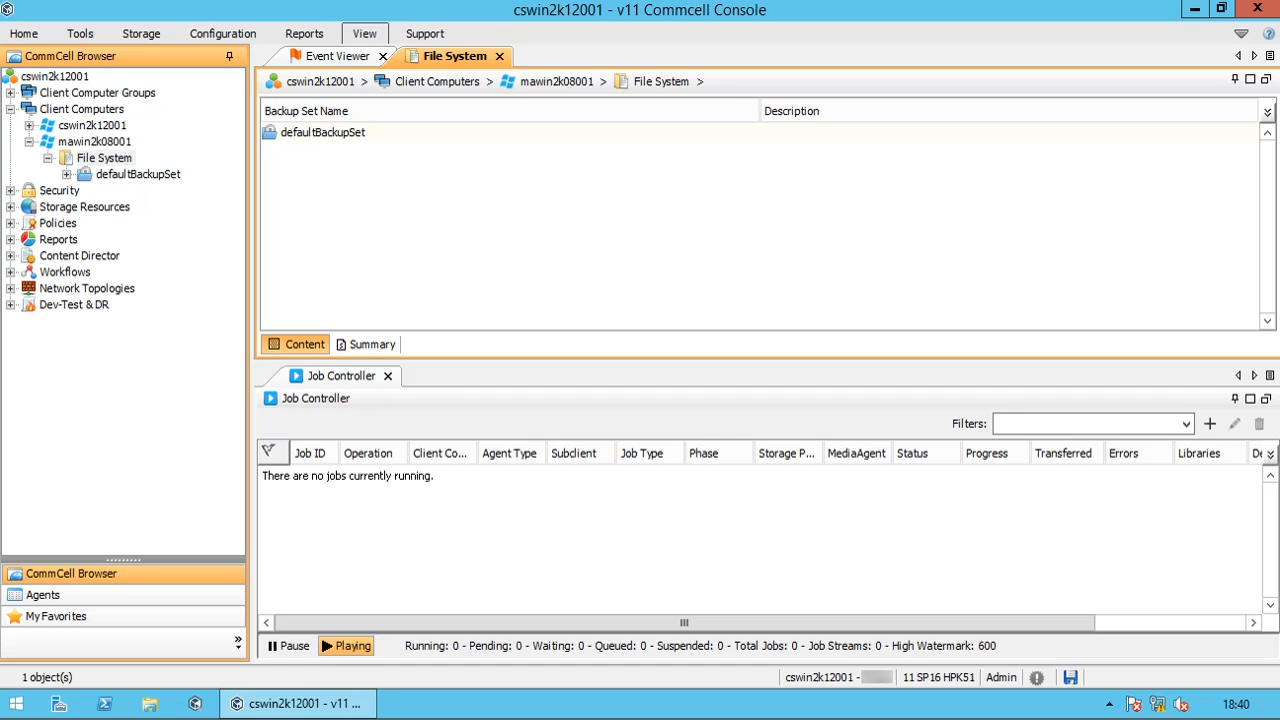 cswin2k12001 - v11 Commcell Console
Home Tools Storage Configuration Reports View Support
CommCell Browser
cswin2k12001
Client Computer Groups
Client Computers
cswin2k12001
mawin2k08001
File System
defaultBackupSet
Security
Storage Resources
Policies
Reports
Content Director
Workflows
Network Topologies
Dev-Test & DR
CommCell Browser
Agents
My Favorites
Event Viewer File System
cswin2k12001 > Client Computers > mawin2k08001 > File System >
Backup Set Name Description
defaultBackupSet
Content Summary
Job Controller
Job Controller
Filters:
Job ID Operation Client Co... Agent Type Subclient Job Type Phase Storage P... MediaAgent Status Progress Transferred Errors Libraries De
There are no jobs currently running.
Pause Playing Running: 0 - Pending: 0 - Waiting: 0 - Queued: 0 - Suspended: 0 - Total Jobs: 0 - Job Streams: 0 - High Watermark: 600
1 object(s) cswin2k12001 - 11 SP16 HPK51 Admin
cswin2k12001 - v11 ... 18:40